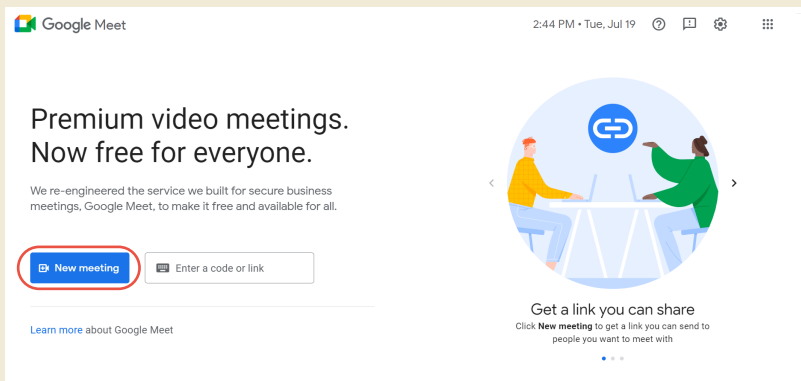 Google Meet
2:44 PM • Tue, Jul 19
Premium video meetings.
Now free for everyone.
We re-engineered the service we built for secure business
meetings, Google Meet, to make it free and available for all.
New meeting
Enter a code or link
Learn more about Google Meet
Get a link you can share
Click New meeting to get a link you can send to
people you want to meet with